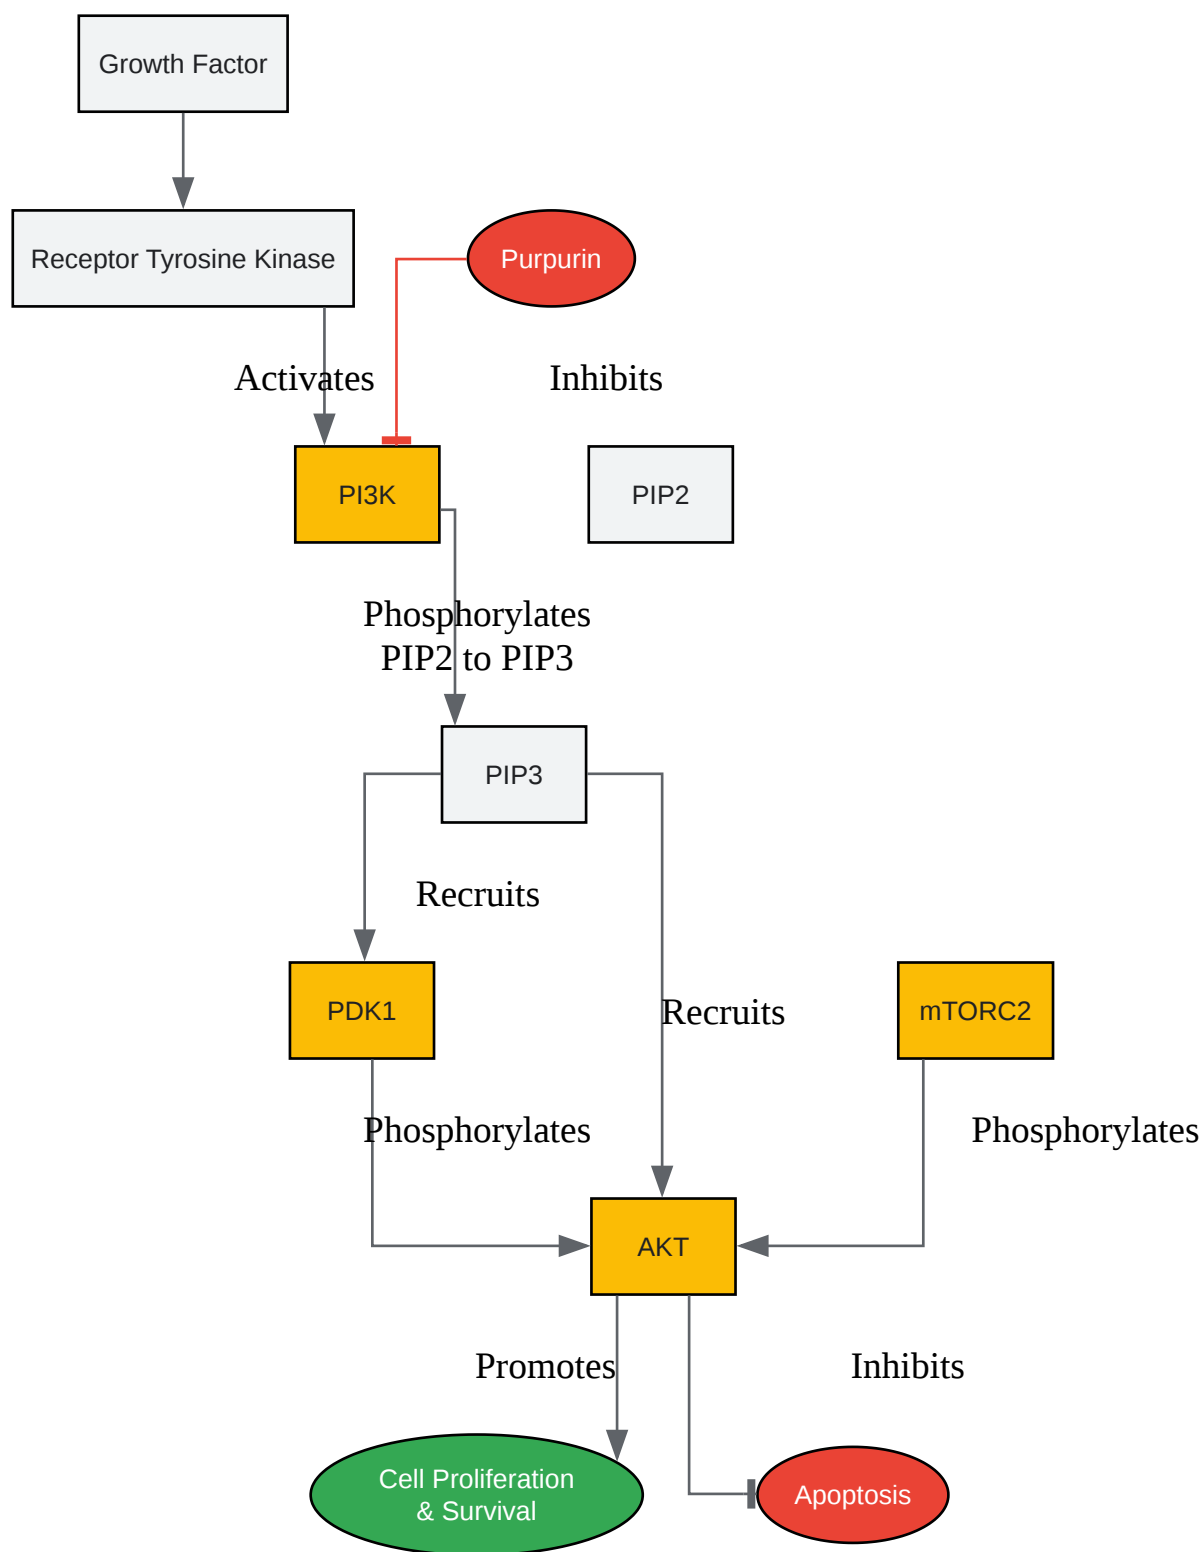 Growth Factor
Receptor Tyrosine Kinase
Purpurin
Activates
Inhibits
PI3K
PIP2
Phosphorylates
PIP2 to PIP3
PIP3
Recruits
PDK1
Recruits
mTORC2
Phosphorylates
Phosphorylates
AKT
Promotes
Inhibits
Cell Proliferation
& Survival
Apoptosis